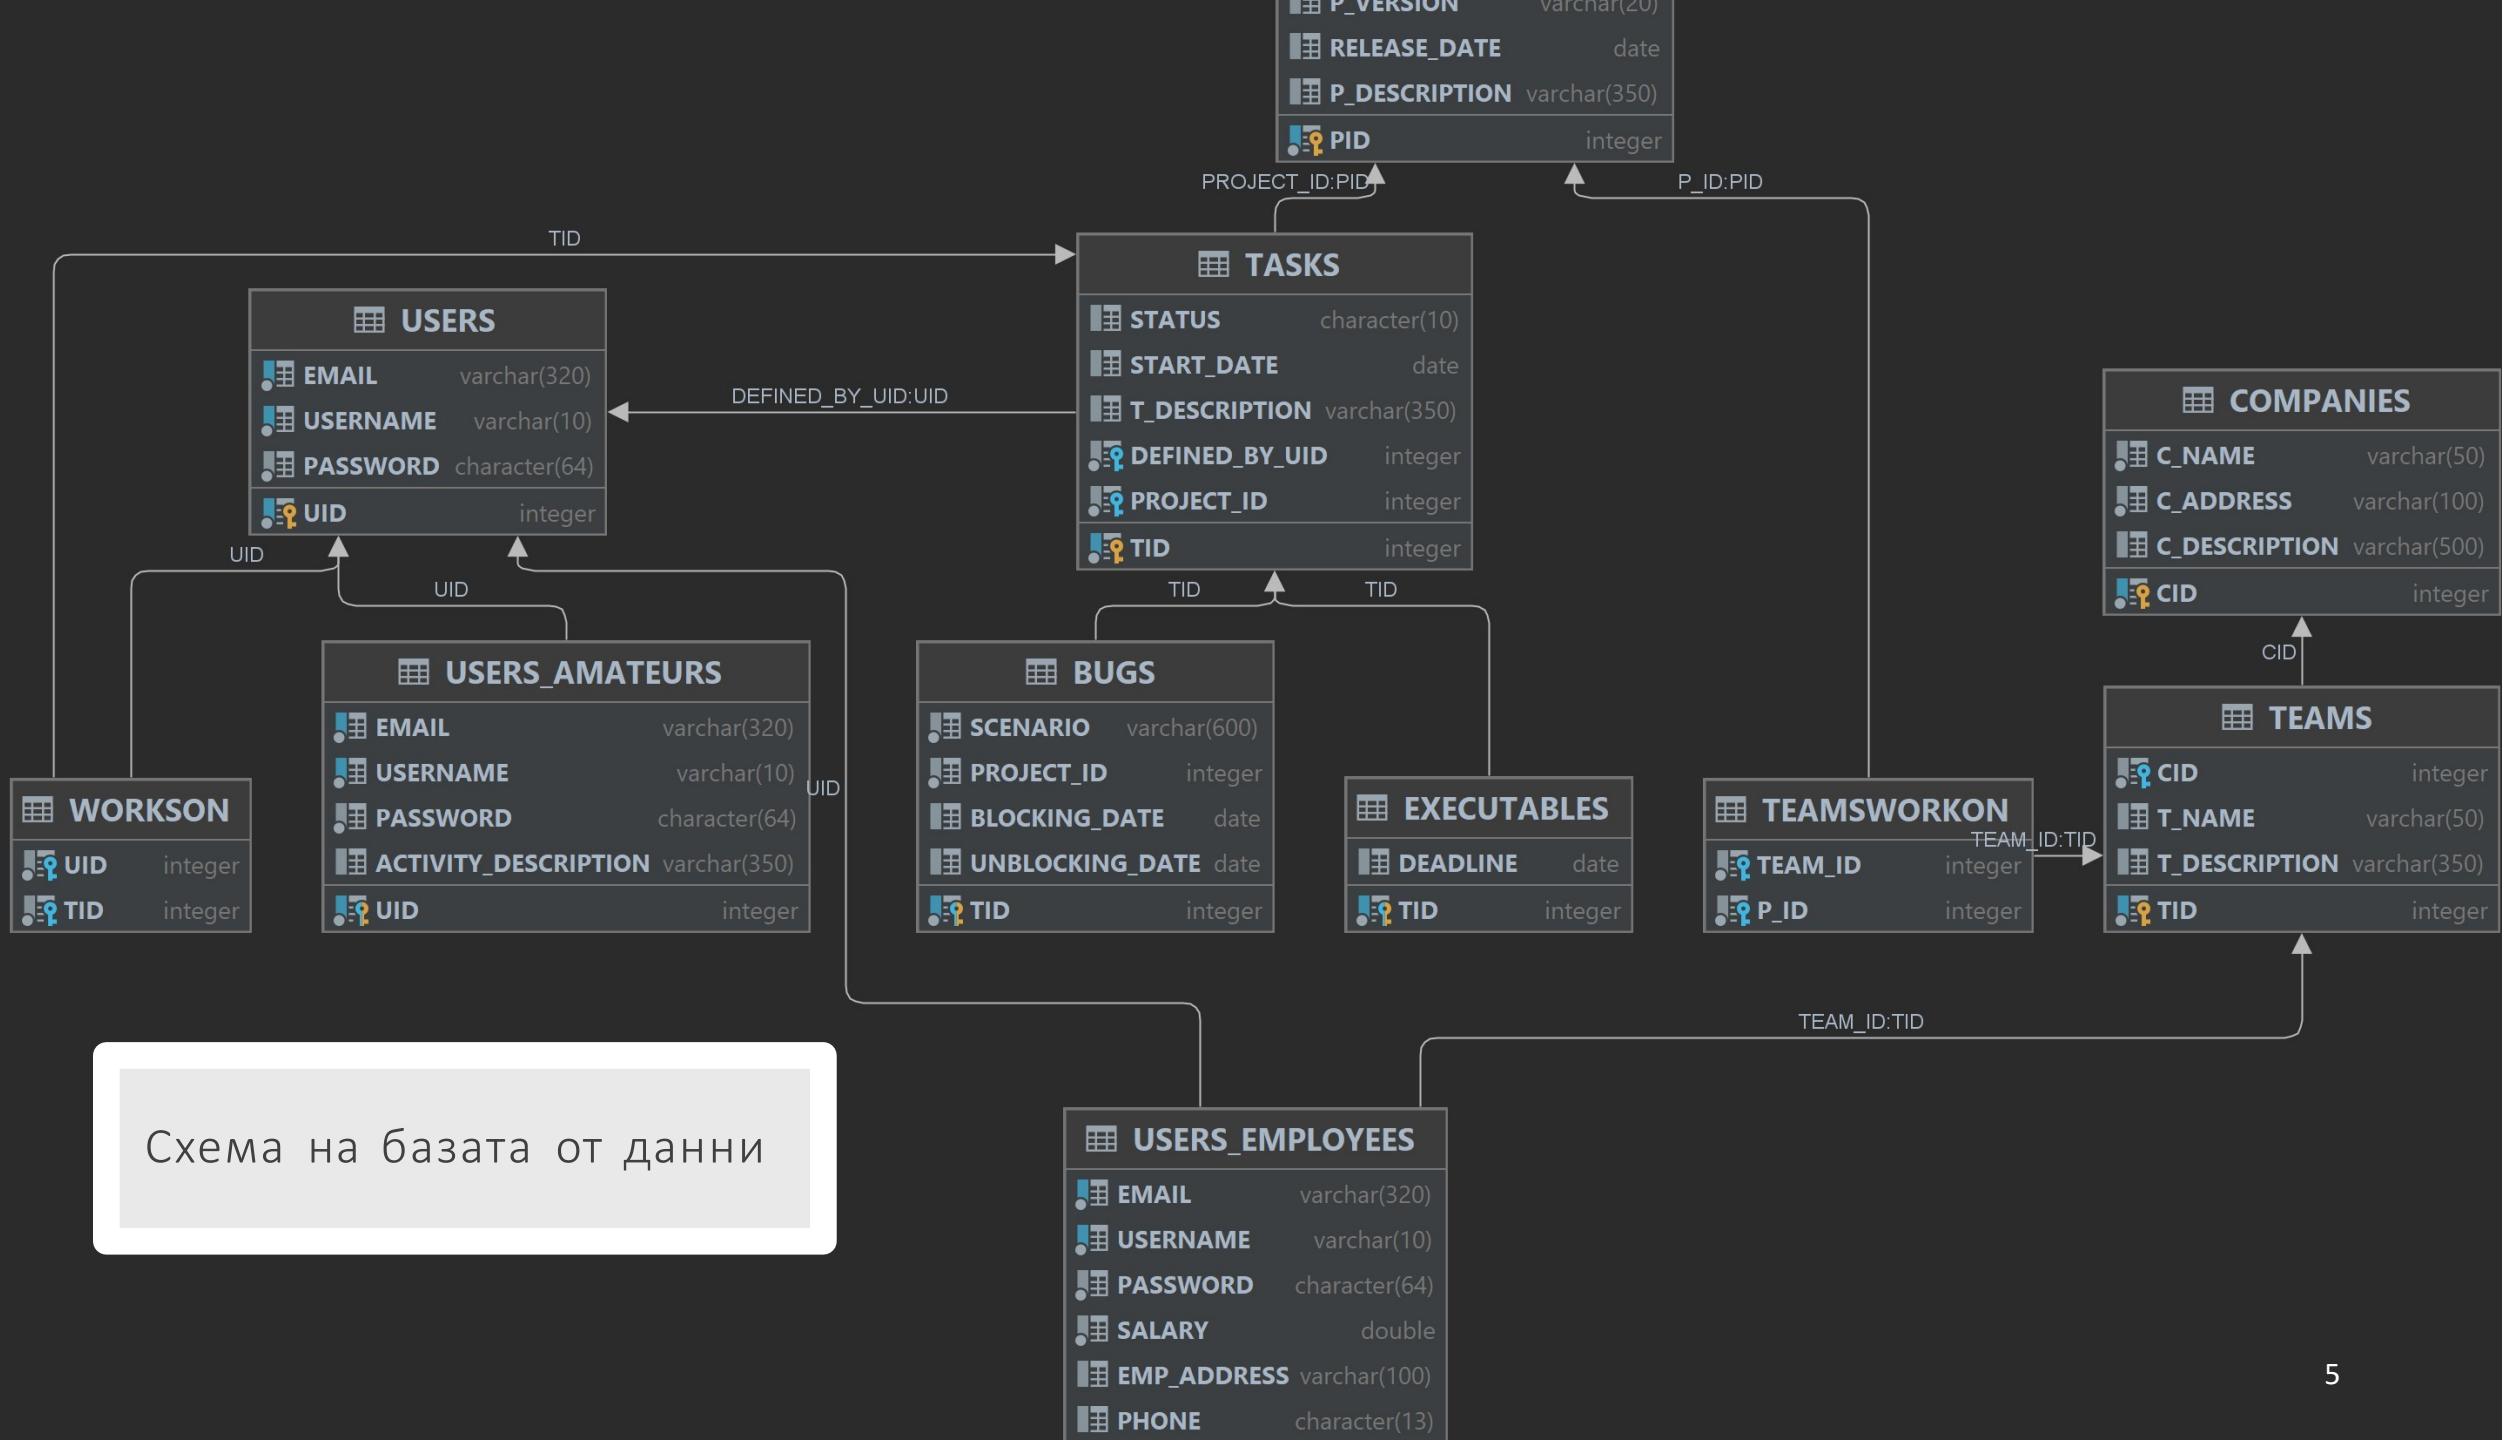 P_VERSION varchar(20)
RELEASE_DATE date
P_DESCRIPTION varchar(350)
PID integer
PROJECT_ID:PID
P_ID:PID
TID
TASKS
STATUS character(10)
START_DATE date
T_DESCRIPTION varchar(350)
DEFINED_BY_UID integer
PROJECT_ID integer
TID integer
USERS
EMAIL varchar(320)
USERNAME varchar(10)
PASSWORD character(64)
UID integer
DEFINED_BY_UID:UID
COMPANIES
C_NAME varchar(50)
C_ADDRESS varchar(100)
C_DESCRIPTION varchar(500)
CID integer
UID
UID
TID
TID
CID
USERS_AMATEURS
EMAIL varchar(320)
USERNAME varchar(10)
PASSWORD character(64)
ACTIVITY_DESCRIPTION varchar(350)
UID integer
UID
BUGS
SCENARIO varchar(600)
PROJECT_ID integer
BLOCKING_DATE date
UNBLOCKING_DATE date
TID integer
TEAMS
CID integer
T_NAME varchar(50)
T_DESCRIPTION varchar(350)
TID integer
WORKSON
UID integer
TID integer
EXECUTABLES
DEADLINE date
TID integer
TEAMSWORKON
TEAM_ID integer
P_ID integer
TEAM_ID:TID
TEAM_ID:TID
USERS_EMPLOYEES
EMAIL varchar(320)
USERNAME varchar(10)
PASSWORD character(64)
SALARY double
EMP_ADDRESS varchar(100)
PHONE character(13)
Схема на базата от данни
5